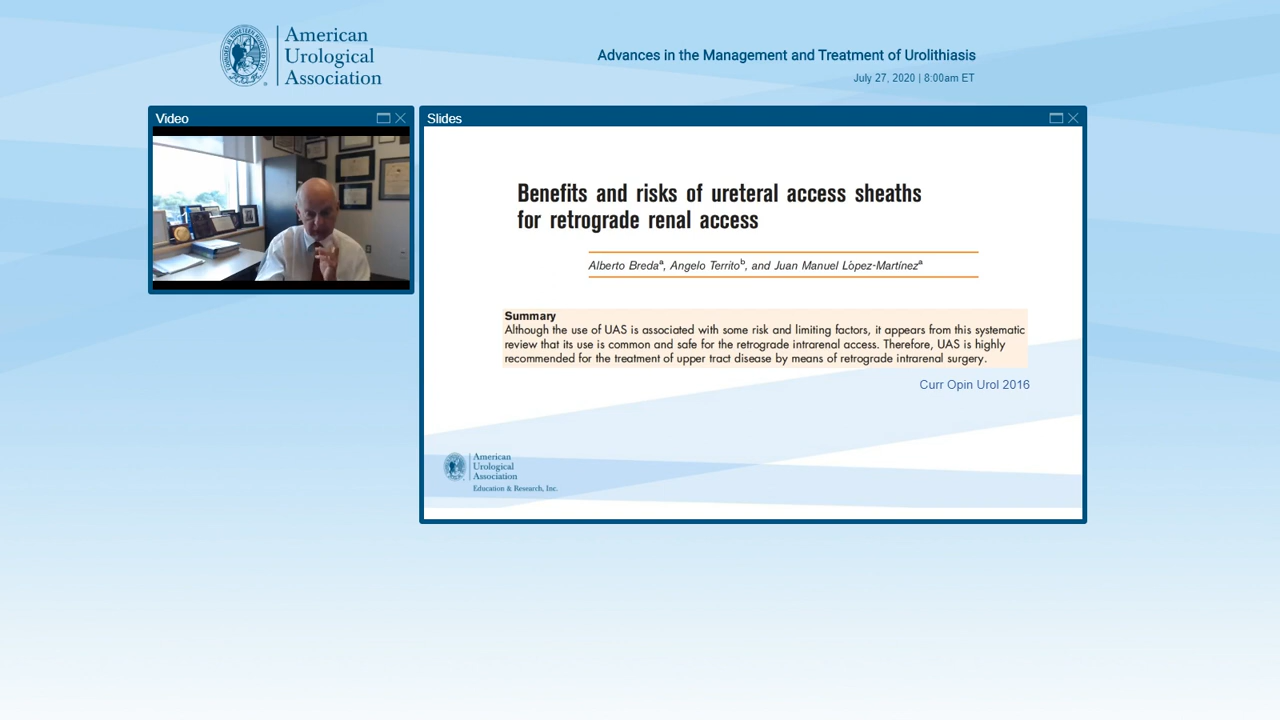 American
Urological
Association
Advances in the Management and Treatment of Urolithiasis
July 27, 2020 | 8:00am ET
Video
Slides
Benefits and risks of ureteral access sheaths
for retrograde renal access
Alberto Bredaᵃ, Angelo Territoᵇ, and Juan Manuel López-Martínezᵃ
Summary
Although the use of UAS is associated with some risk and limiting factors, it appears from this systematic
review that its use is common and safe for the retrograde intrarenal access. Therefore, UAS is highly
recommended for the treatment of upper tract disease by means of retrograde intrarenal surgery.
Curr Opin Urol 2016
American
Urological
Association
Education & Research, Inc.